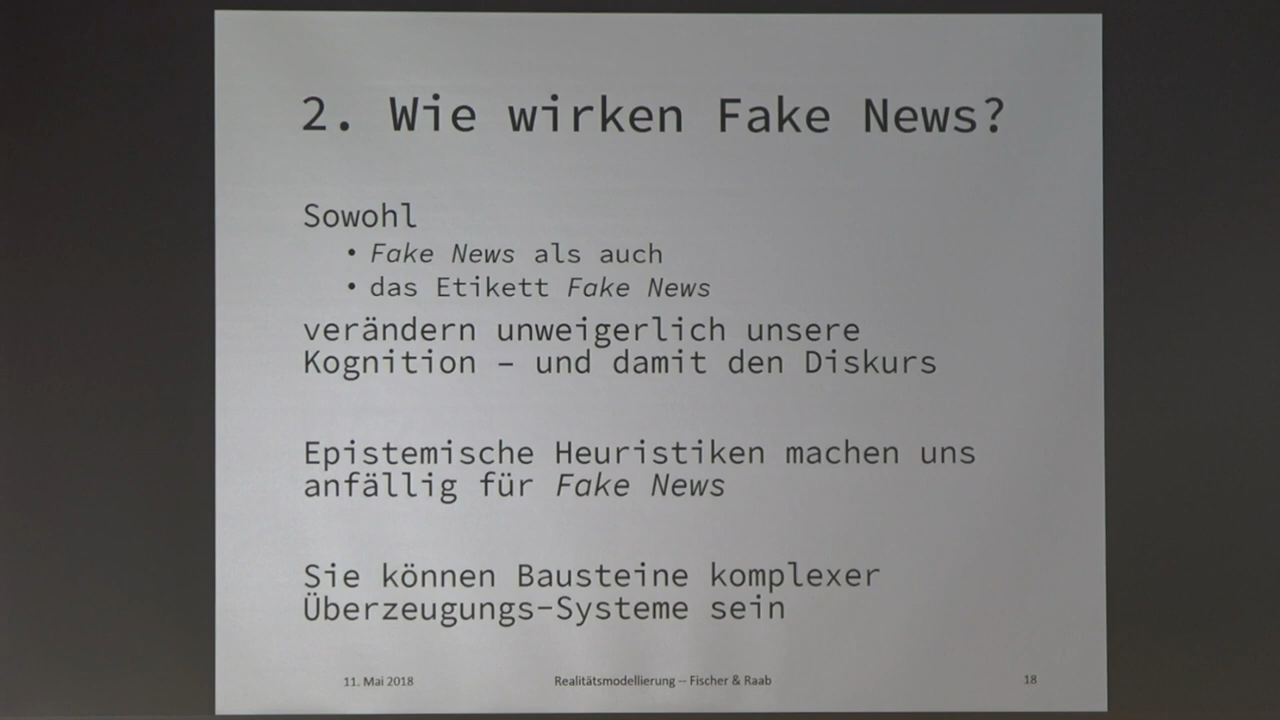 2. Wie wirken Fake News?
Sowohl
• Fake News als auch
• das Etikett Fake News
verändern unweigerlich unsere
Kognition – und damit den Diskurs
Epistemische Heuristiken machen uns
anfällig für Fake News
Sie können Bausteine komplexer
Überzeugungs-Systeme sein
11. Mai 2018 Realitätsmodellierung – Fischer & Raab 18